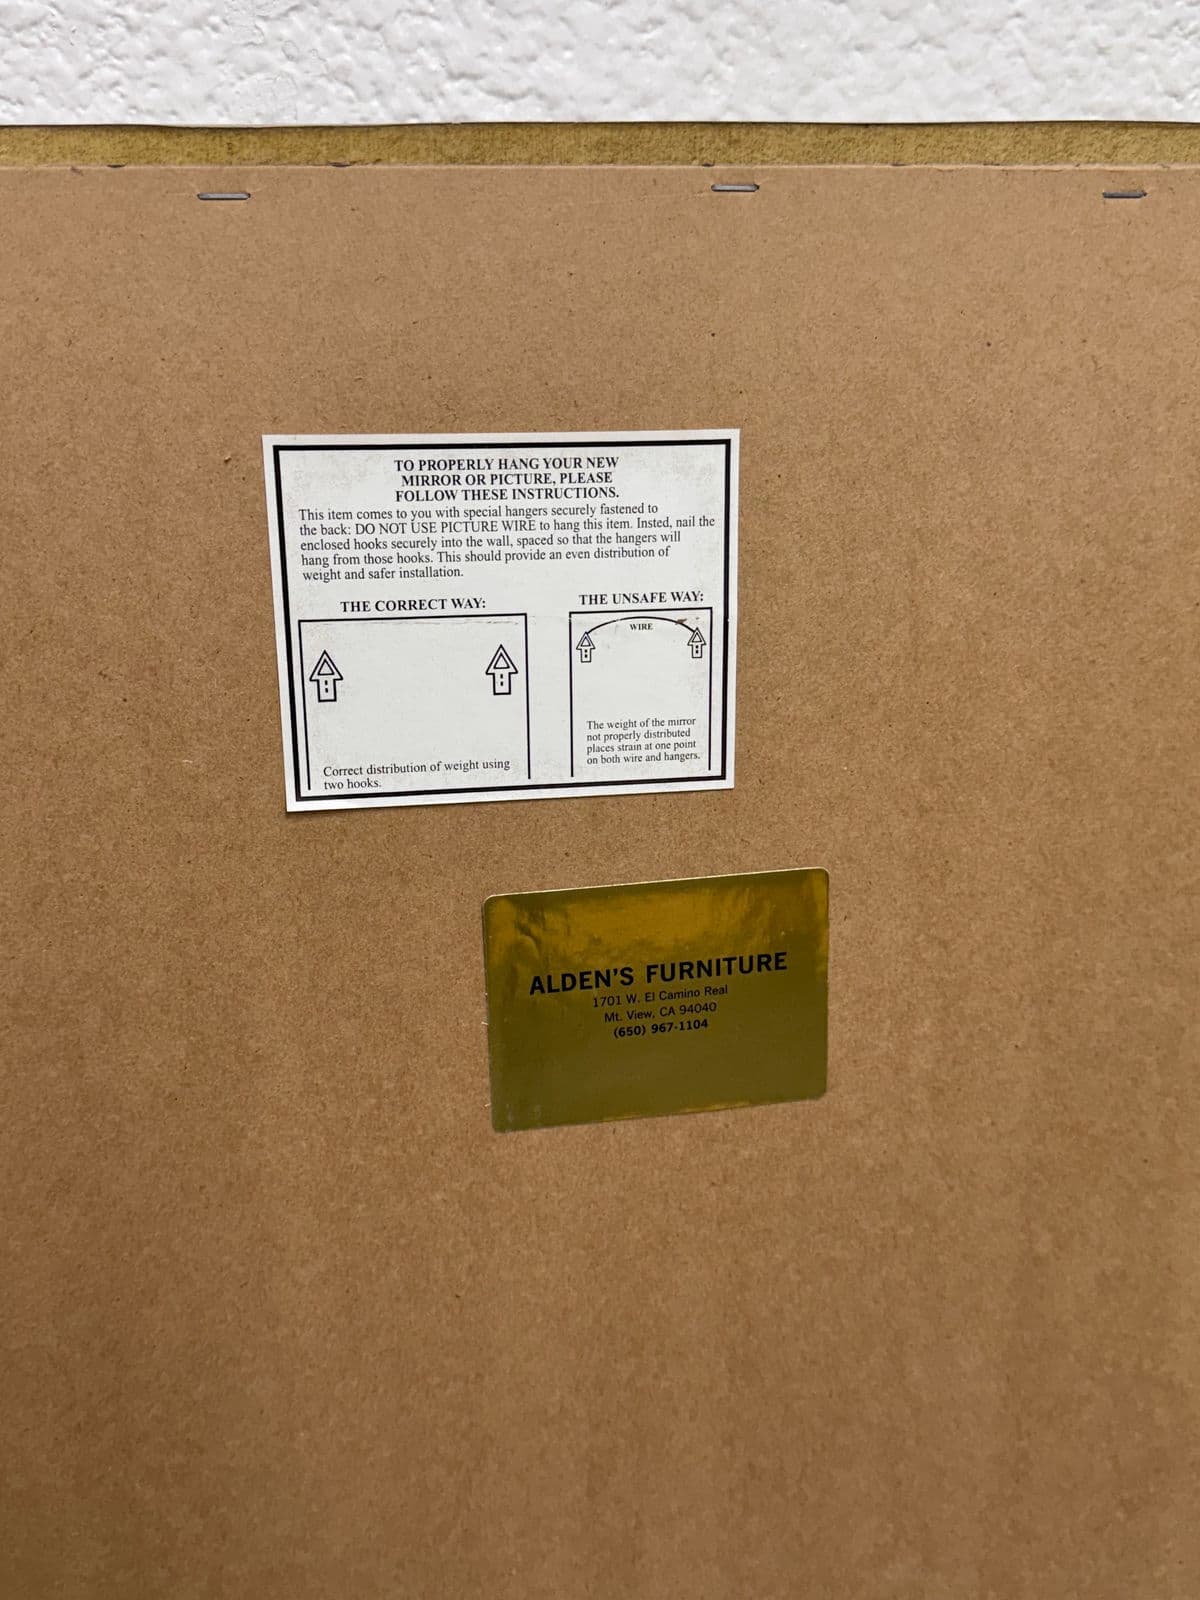 TO PROPERLY HANG YOUR NEW
MIRROR OR PICTURE, PLEASE
FOLLOW THESE INSTRUCTIONS.
This item comes to you with special hangers securely fastened to
the back: DO NOT USE PICTURE WIRE to hang this item. Insted, nail the
enclosed hooks securely into the wall, spaced so that the hangers will
hang from those hooks. This should provide an even distribution of
weight and safer installation.
THE CORRECT WAY:
Correct distribution of weight using
two hooks.
THE UNSAFE WAY:
WIRE
The weight of the mirror
not properly distributed
places strain at one point
on both wire and hangers.
ALDEN'S FURNITURE
1701 W. El Camino Real
Mt. View, CA 94040
(650) 967-1104